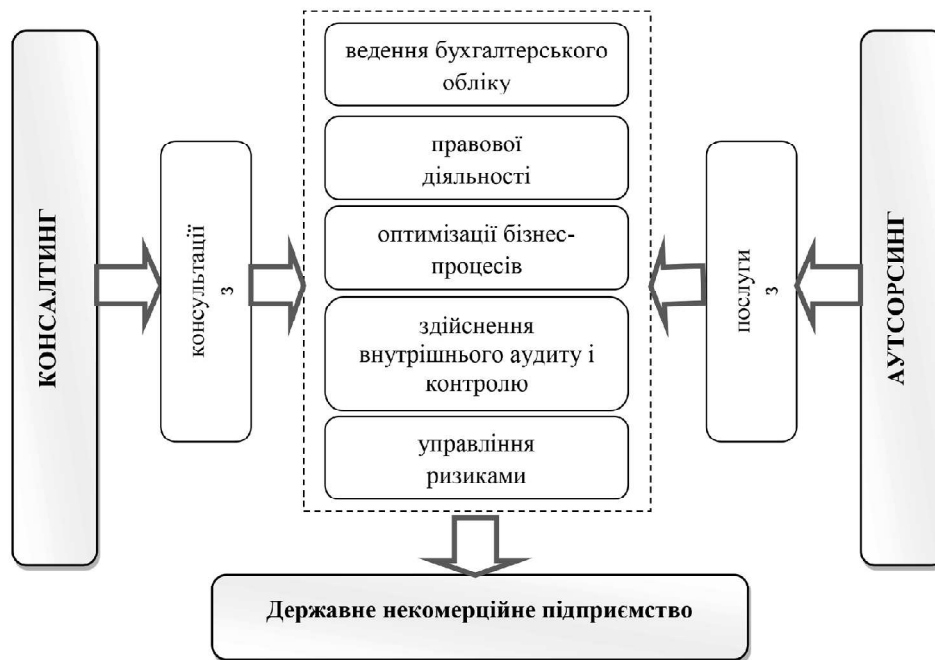 КОНСАЛТИНГ
консультації
з
ведення бухгалтерського
обліку
правової
діяльності
оптимізації бізнес-
процесів
здійснення
внутрішнього аудиту і
контролю
управління
ризиками
послуги
з
АУТСОРСИНГ
Державне некомерційне підприємство